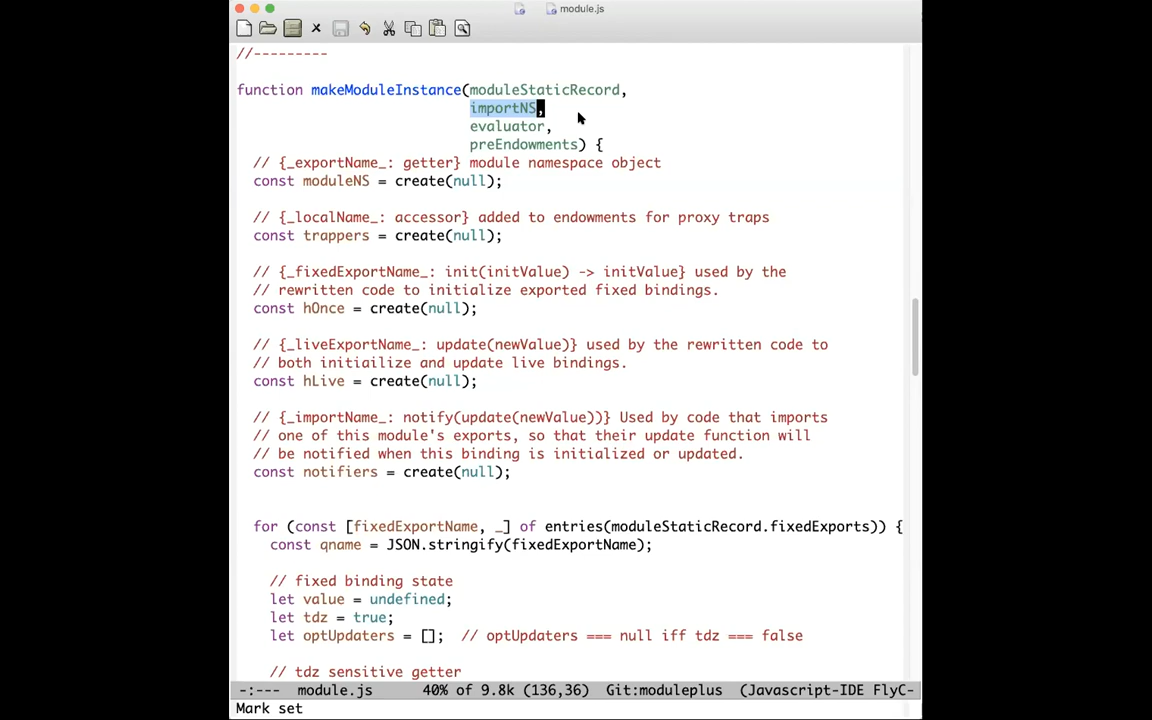 module.js
//---------
function makeModuleInstance(moduleStaticRecord,
importNS,
evaluator,
preEndowments) {
// {_exportName_: getter} module namespace object
const moduleNS = create(null);
// {_localName_: accessor} added to endowments for proxy traps
const trappers = create(null);
// {_fixedExportName_: init(initValue) -> initValue} used by the
// rewritten code to initialize exported fixed bindings.
const hOnce = create(null);
// {_liveExportName_: update(newValue)} used by the rewritten code to
// both initiailize and update live bindings.
const hLive = create(null);
// {_importName_: notify(update(newValue))} Used by code that imports
// one of this module's exports, so that their update function will
// be notified when this binding is initialized or updated.
const notifiers = create(null);
for (const [fixedExportName, _] of entries(moduleStaticRecord.fixedExports)) {
const qname = JSON.stringify(fixedExportName);
// fixed binding state
let value = undefined;
let tdz = true;
let optUpdaters = []; // optUpdaters === null iff tdz === false
// tdz sensitive getter
-:--- module.js 40% of 9.8k (136,36) Git:moduleplus (Javascript-IDE FlyC-
Mark set